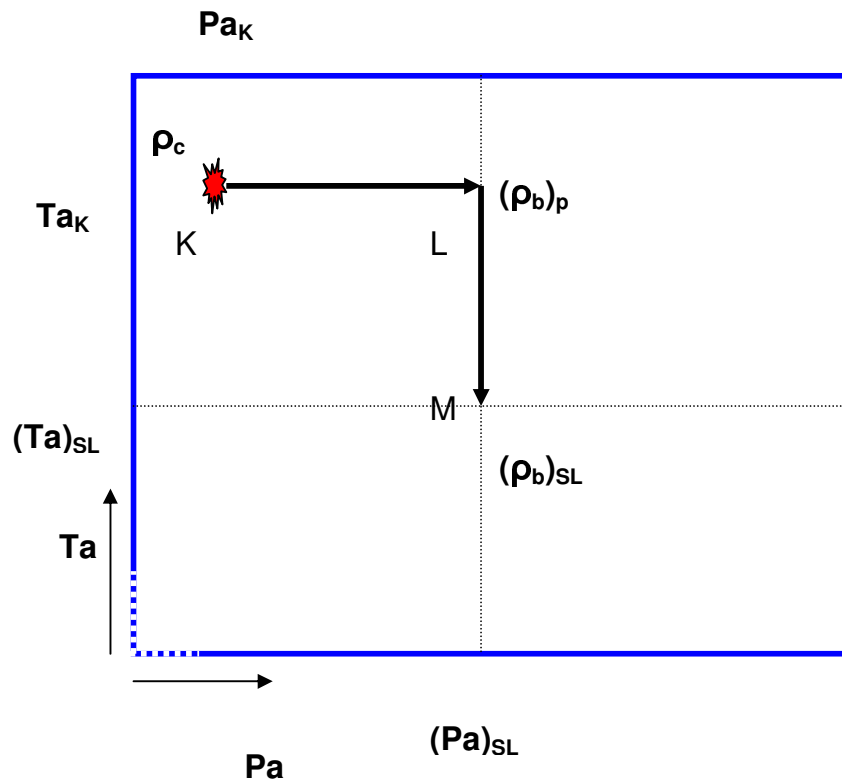 Pa_K
ρ_c
Ta_K
K
L
(ρ_b)_p
M
(Ta)_SL
(ρ_b)_SL
Ta
(Pa)_SL
Pa